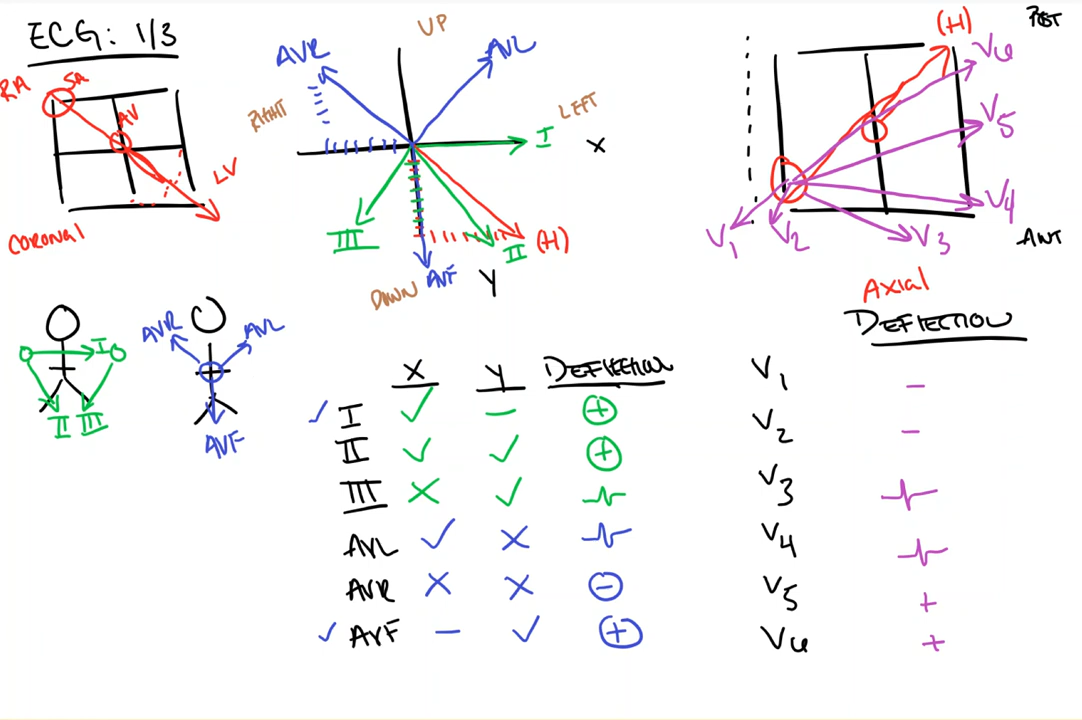 ECG: 1/3
RA
SA
AV
LV
CORONAL
UP
AVR
AVL
RIGHT
LEFT
I
X
III
II
(H)
DOWN
AVF
Y
(H)
POST
V6
V5
V4
V1
V2
V3
ANT
I
II
III
AVR
AVL
AVF
Axial
X Y DEFLECTION DEFLECTION
✓ I ✓ — + V1 —
II ✓ ✓ + V2 —
III X ✓ V3
AVL ✓ X V4
AVR X X − V5 +
✓ AVF — ✓ + V6 +